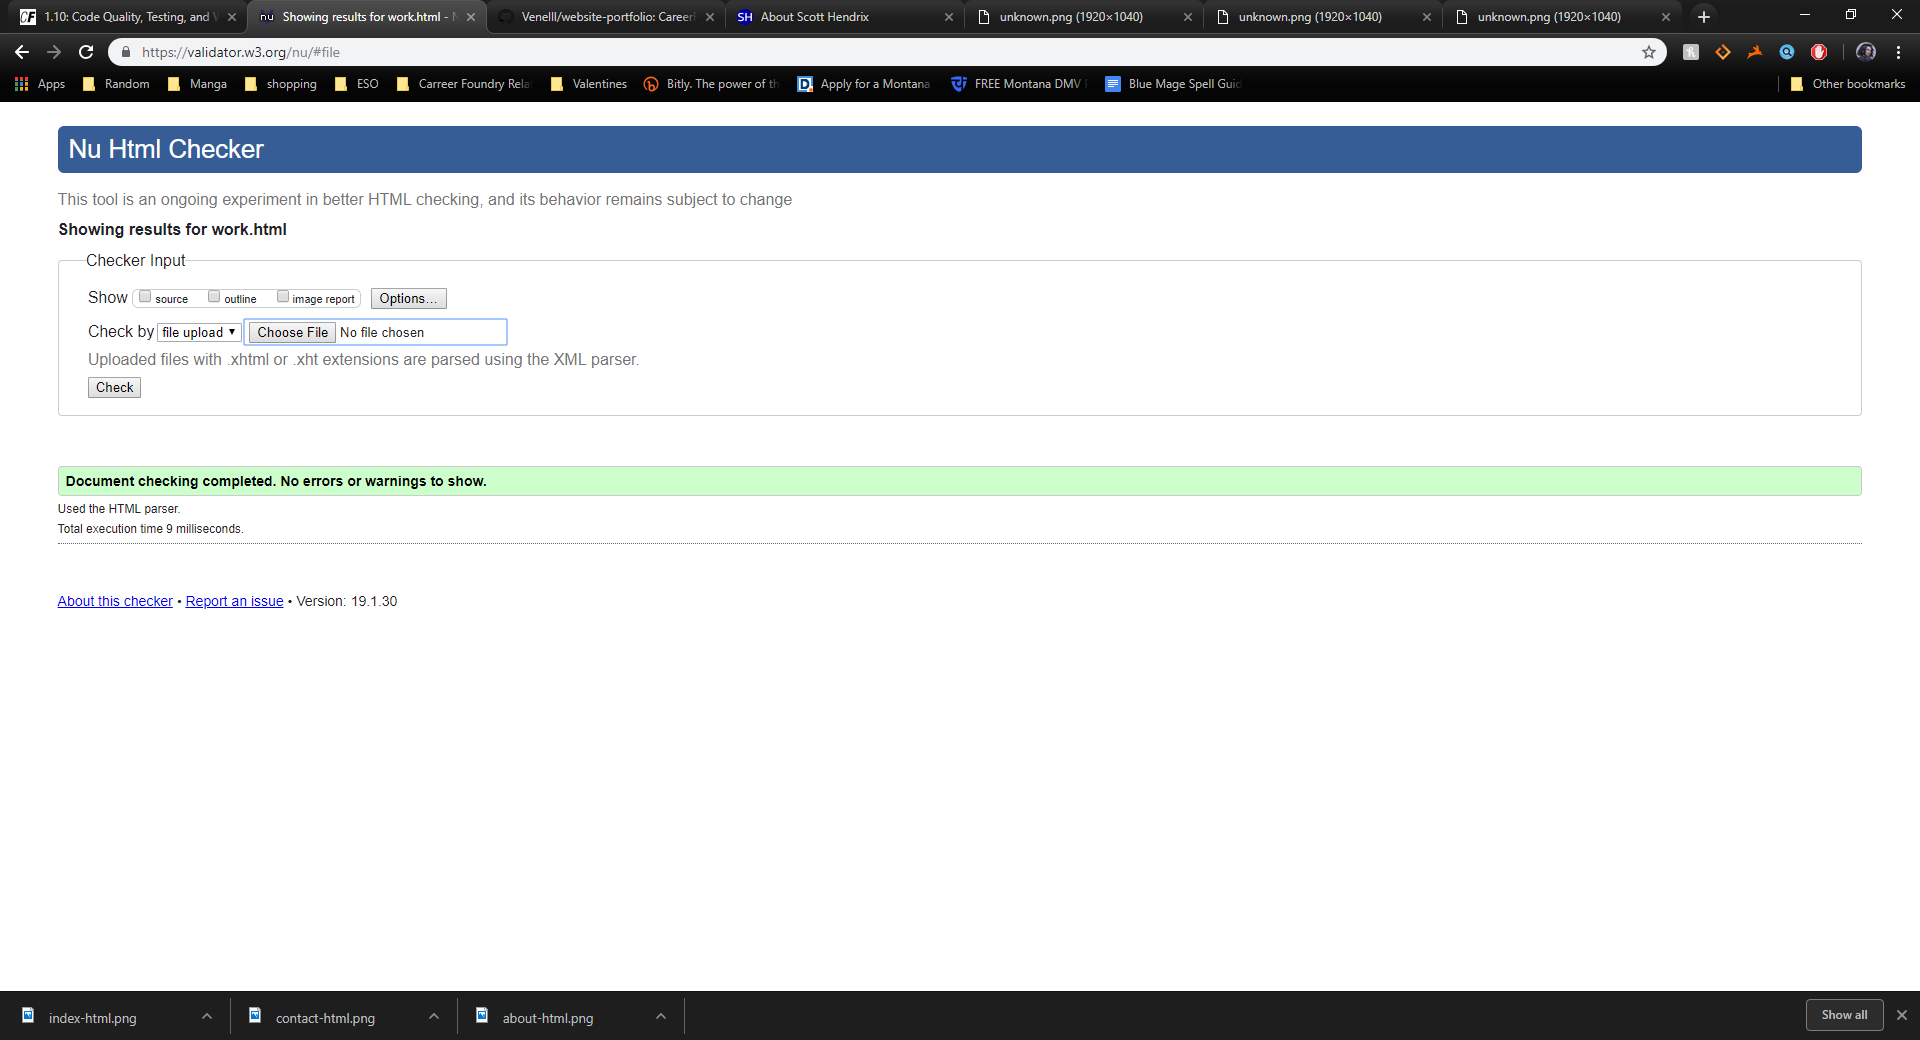 CF 1.10: Code Quality, Testing, and W
nu Showing results for work.html - N
Venelll/website-portfolio: CareerF
SH About Scott Hendrix
unknown.png (1920×1040)
unknown.png (1920×1040)
unknown.png (1920×1040)
https://validator.w3.org/nu/#file
Apps
Random
Manga
shopping
ESO
Carreer Foundry Rela
Valentines
Bitly. The power of th
Apply for a Montana
FREE Montana DMV
Blue Mage Spell Guid
Other bookmarks
Nu Html Checker
This tool is an ongoing experiment in better HTML checking, and its behavior remains subject to change
Showing results for work.html
Checker Input
Show source outline image report Options...
Check by file upload Choose File No file chosen
Uploaded files with .xhtml or .xht extensions are parsed using the XML parser.
Check
Document checking completed. No errors or warnings to show.
Used the HTML parser.
Total execution time 9 milliseconds.
About this checker • Report an issue • Version: 19.1.30
index-html.png
contact-html.png
about-html.png
Show all